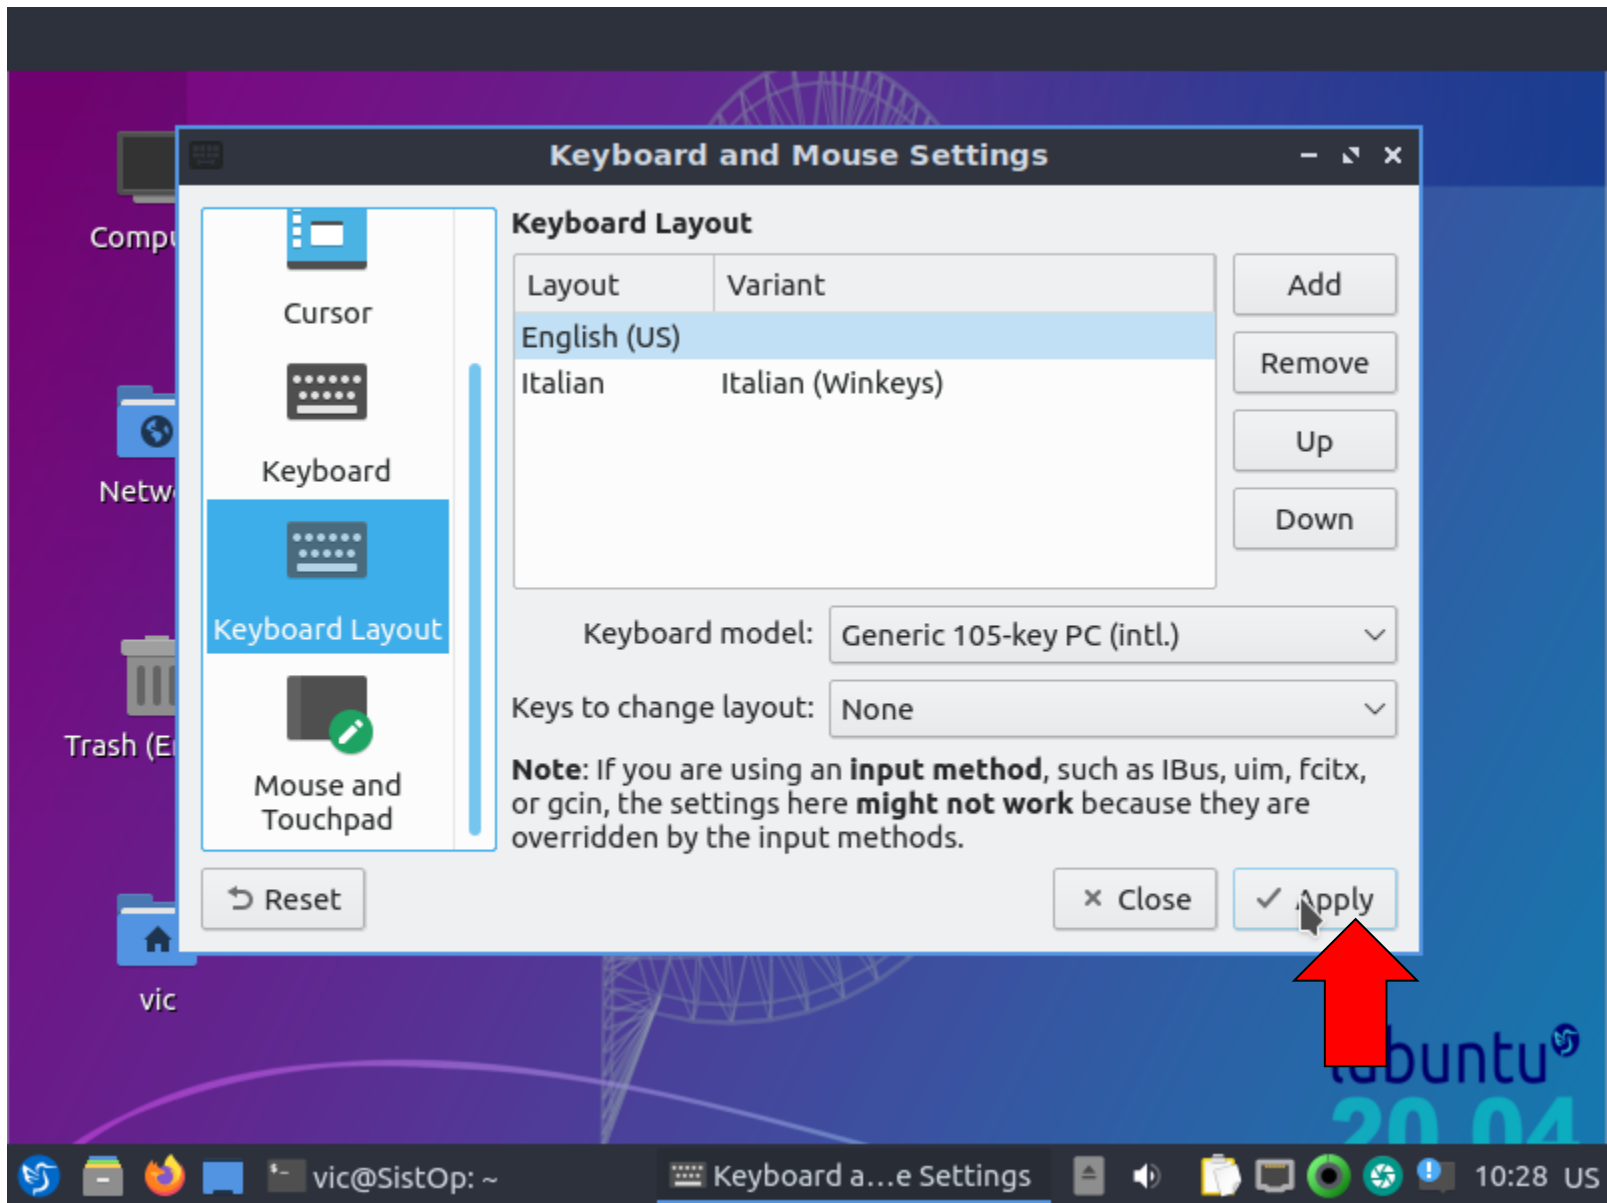 Keyboard and Mouse Settings
Keyboard Layout
Layout Variant
English (US)
Italian Italian (Winkeys)
Add
Remove
Up
Down
Cursor
Keyboard
Keyboard Layout
Mouse and
Touchpad
Keyboard model: Generic 105-key PC (intl.)
Keys to change layout: None
Note: If you are using an input method, such as IBus, uim, fcitx,
or gcin, the settings here might not work because they are
overridden by the input methods.
Reset
Close
Apply
Compu
Netw
Trash (E
vic
buntu
20.04
vic@SistOp: ~
Keyboard a...e Settings
10:28 US